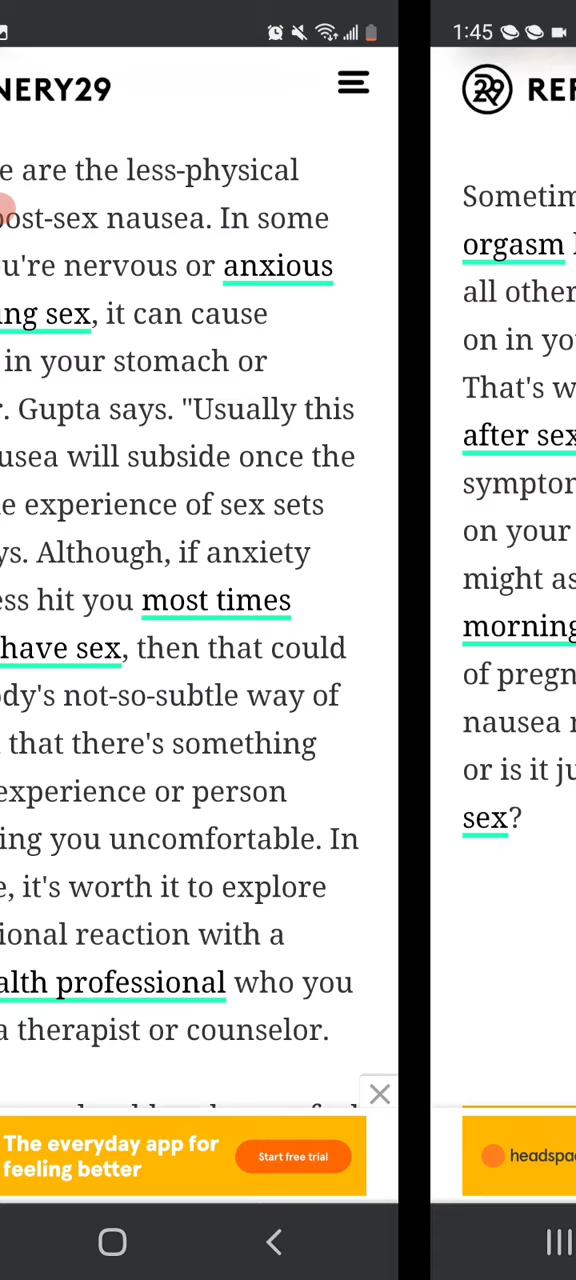 NERY29
e are the less-physical
post-sex nausea. In some
u're nervous or anxious
ing sex, it can cause
in your stomach or
r. Gupta says. "Usually this
usea will subside once the
e experience of sex sets
ys. Although, if anxiety
ess hit you most times
have sex, then that could
dy's not-so-subtle way of
that there's something
experience or person
ing you uncomfortable. In
e, it's worth it to explore
ional reaction with a
alth professional who you
a therapist or counselor.
The everyday app for
feeling better
Start free trial
1:45
29 REF
Sometim
orgasm
all other
on in yo
That's w
after sex
symptor
on your
might as
morning
of pregn
nausea
or is it ju
sex?
headspa